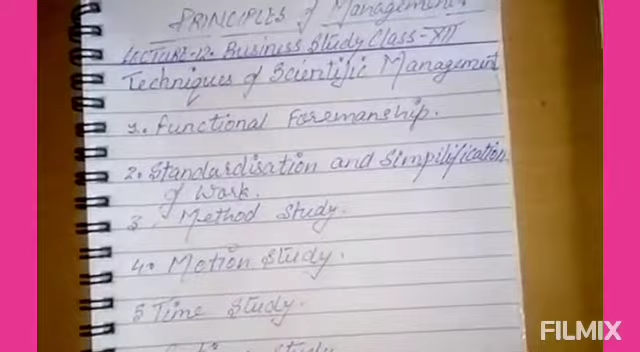 PRINCIPLES of Management
LECTURE-12. Business Study Class-XII
Techniques of Scientific Management
1. Functional Foremanship.
2. Standardisation and Simplification
of Work.
3. Method Study.
4. Motion Study.
5 Time Study.
Study
FILMIX